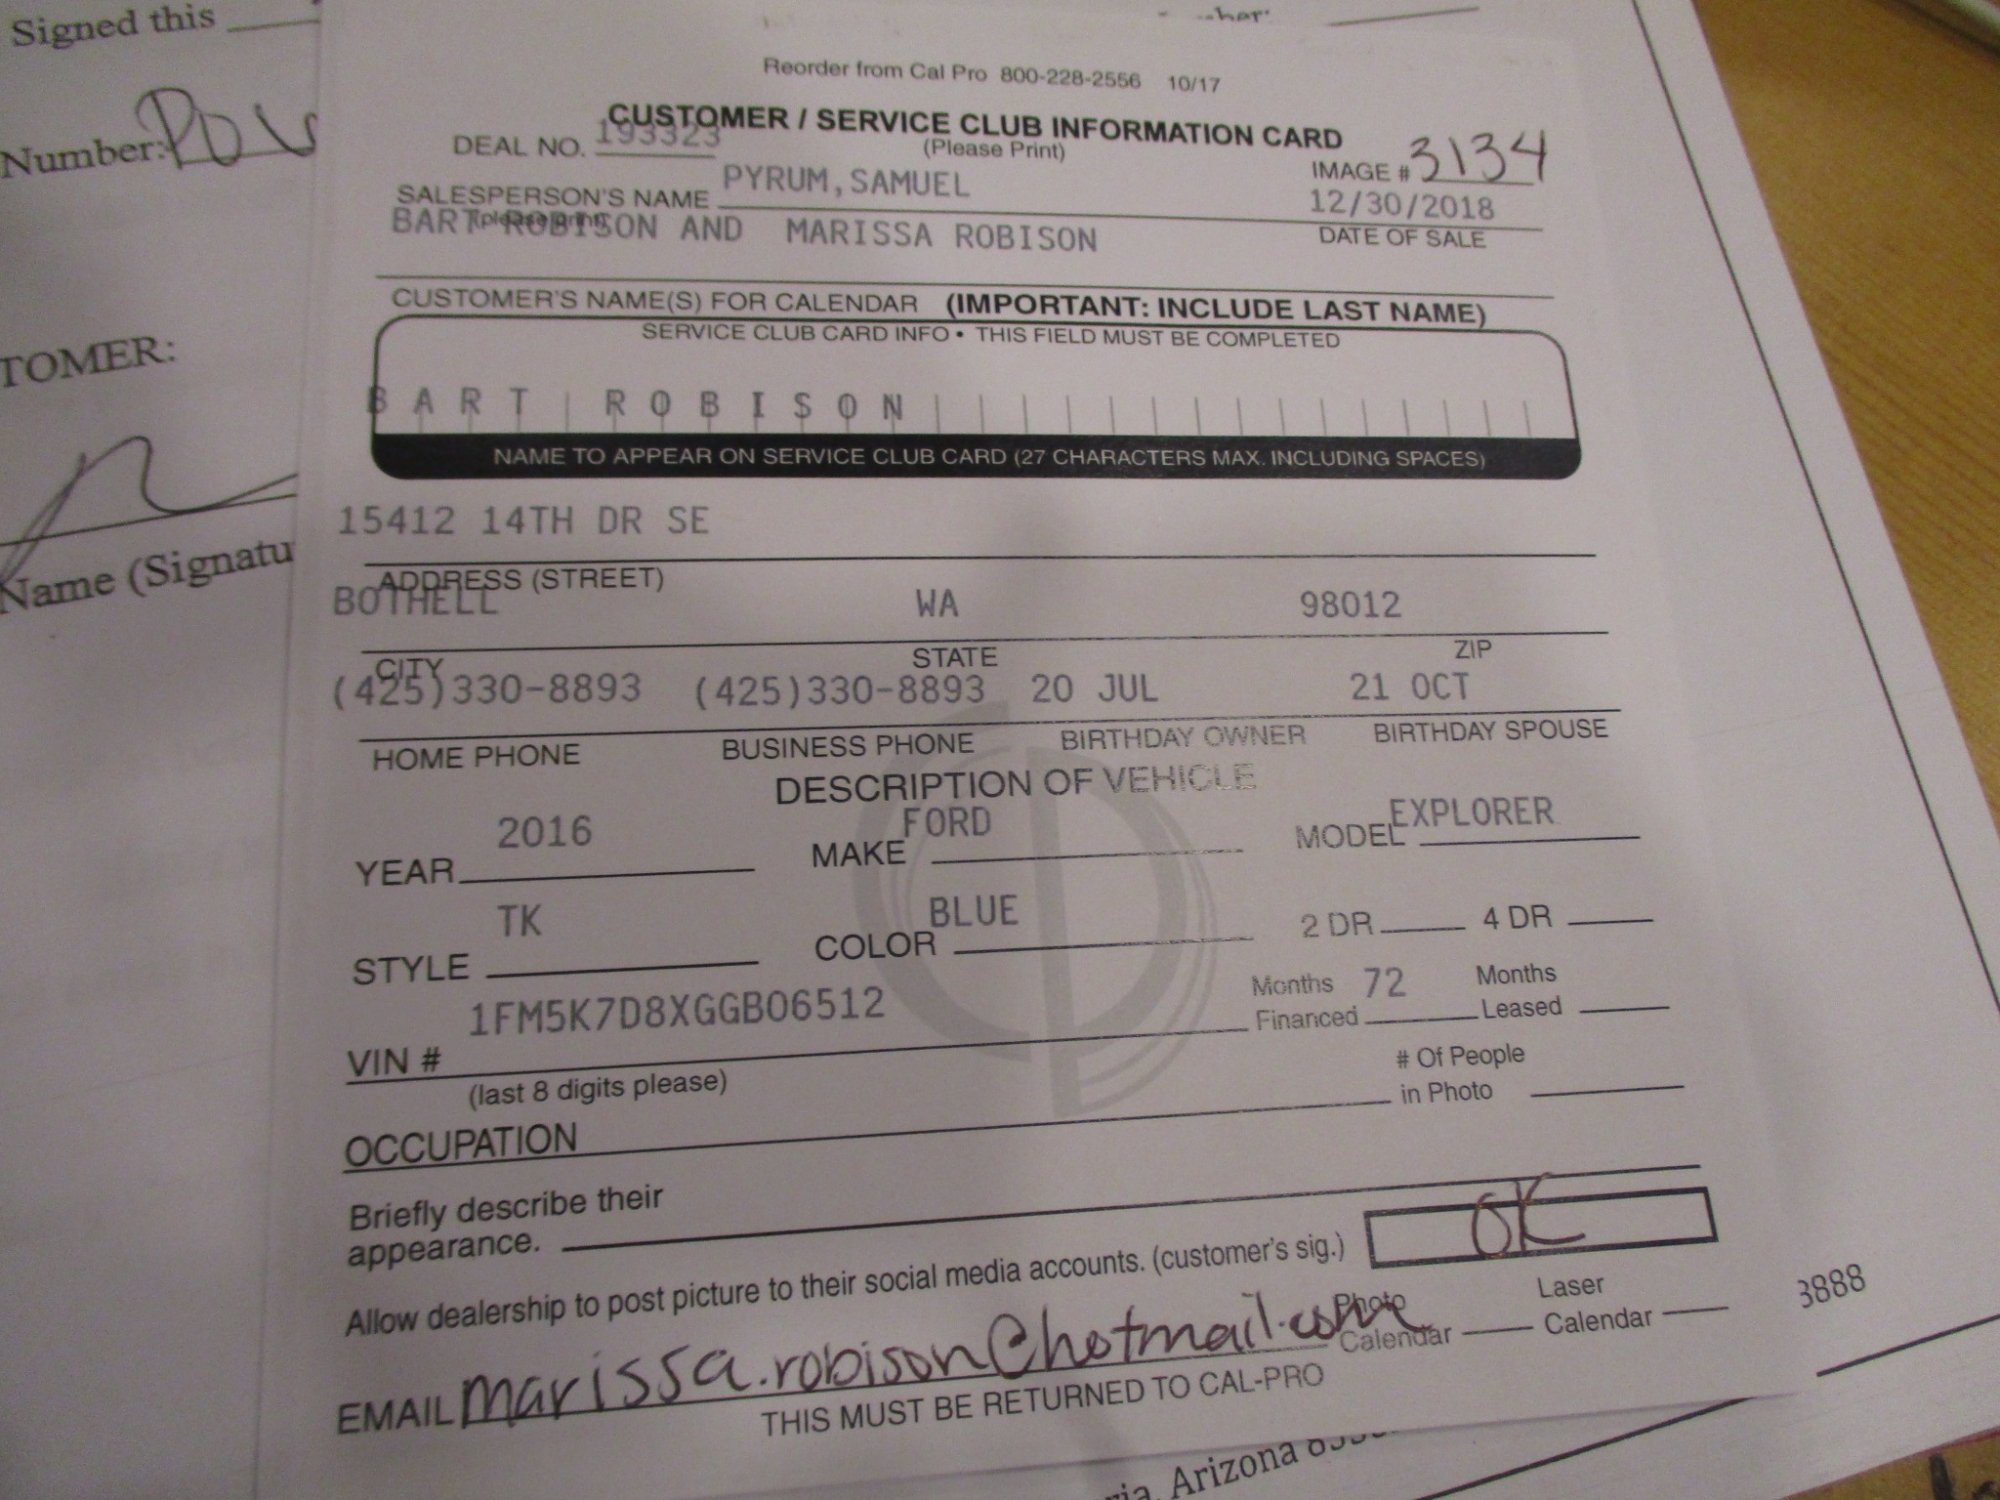 Signed this
Number:
TOMER:
Name (Signatu
Reorder from Cal Pro 800-228-2556 10/17
CUSTOMER / SERVICE CLUB INFORMATION CARD
(Please Print)
DEAL NO. 193323
IMAGE # 3134
SALESPERSON'S NAME PYRUM, SAMUEL
(please print)
12/30/2018
DATE OF SALE
BART ROBISON AND MARISSA ROBISON
CUSTOMER'S NAME(S) FOR CALENDAR (IMPORTANT: INCLUDE LAST NAME)
SERVICE CLUB CARD INFO • THIS FIELD MUST BE COMPLETED
BART ROBISON
NAME TO APPEAR ON SERVICE CLUB CARD (27 CHARACTERS MAX. INCLUDING SPACES)
15412 14TH DR SE
ADDRESS (STREET)
BOTHELL WA 98012
CITY STATE ZIP
(425)330-8893 (425)330-8893 20 JUL 21 OCT
HOME PHONE BUSINESS PHONE BIRTHDAY OWNER BIRTHDAY SPOUSE
DESCRIPTION OF VEHICLE
YEAR 2016 MAKE FORD MODEL EXPLORER
STYLE TK COLOR BLUE 2 DR 4 DR
VIN # 1FM5K7D8XGGB06512
(last 8 digits please)
Months Financed 72 Months Leased
OCCUPATION
# Of People
in Photo
Briefly describe their
appearance.
Allow dealership to post picture to their social media accounts. (customer's sig.) OK
Photo Calendar Laser Calendar
EMAIL marissa.robison@hotmail.com
THIS MUST BE RETURNED TO CAL-PRO
3888
Arizona